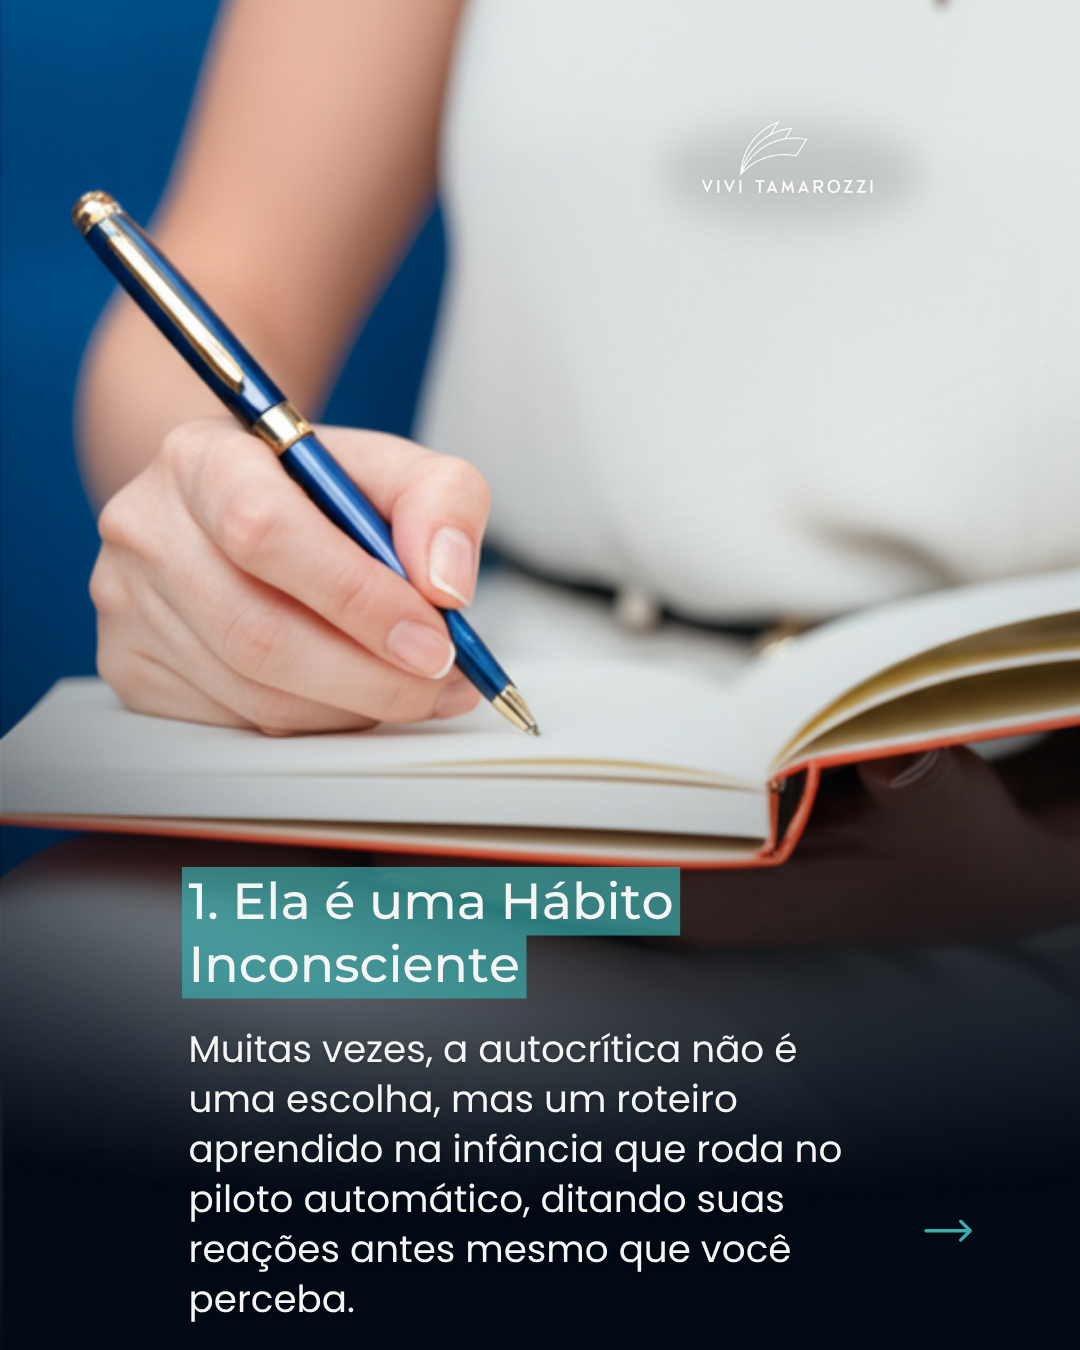 VIVI TAMAROZZI
1. Ela é uma Hábito
Inconsciente
Muitas vezes, a autocrítica não é
uma escolha, mas um roteiro
aprendido na infância que roda no
piloto automático, ditando suas
reações antes mesmo que você
perceba.